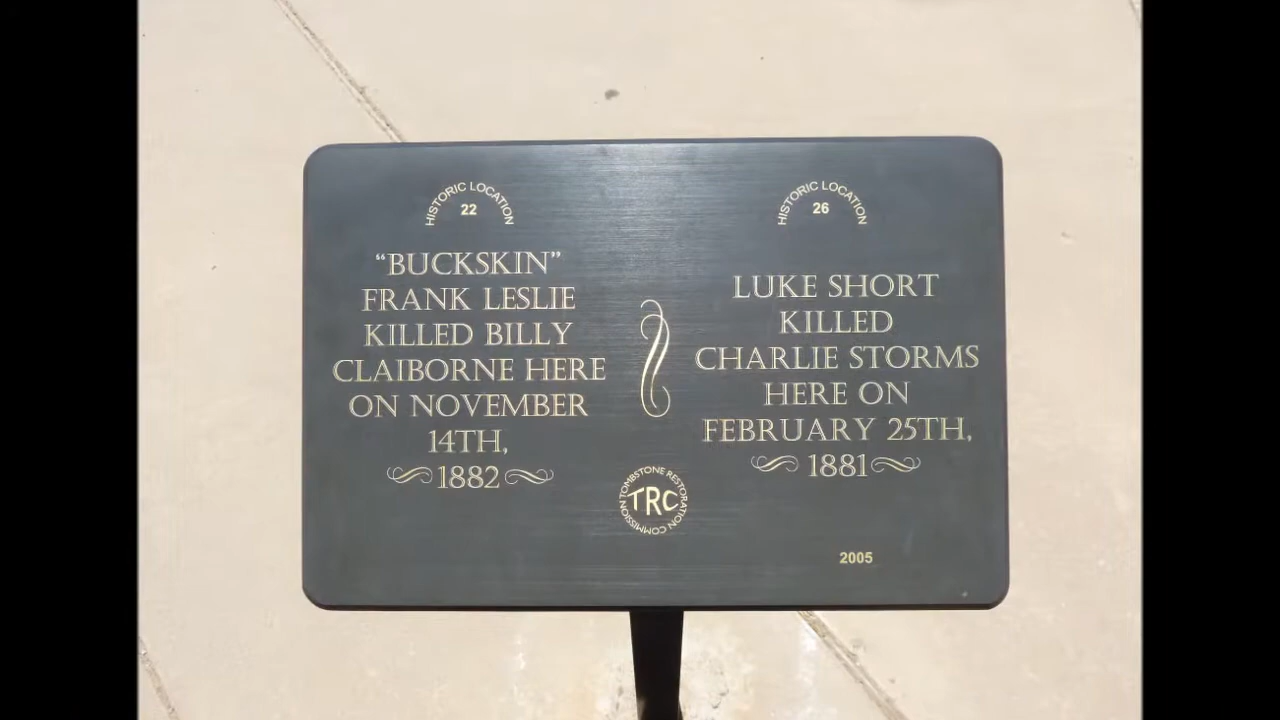 HISTORIC LOCATION
22
“BUCKSKIN”
FRANK LESLIE
KILLED BILLY
CLAIBORNE HERE
ON NOVEMBER
14TH,
1882
HISTORIC LOCATION
26
LUKE SHORT
KILLED
CHARLIE STORMS
HERE ON
FEBRUARY 25TH,
1881
TOMBSTONE RESTORATION COMMISSION
TRC
2005